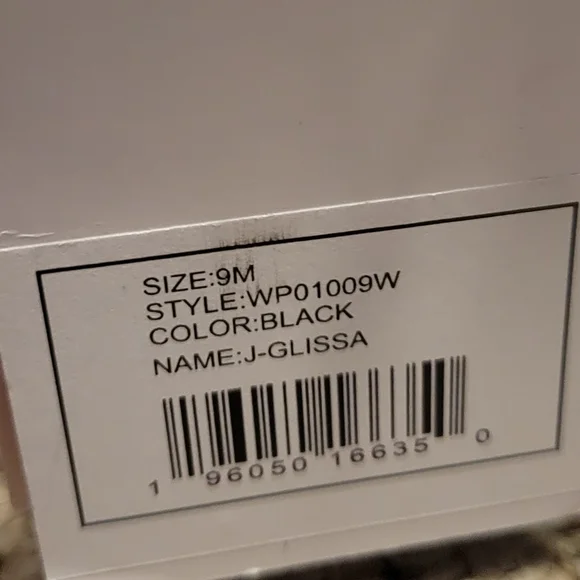 SIZE:9M
STYLE:WP01009W
COLOR:BLACK
NAME:J-GLISSA
1 96050 16635 0